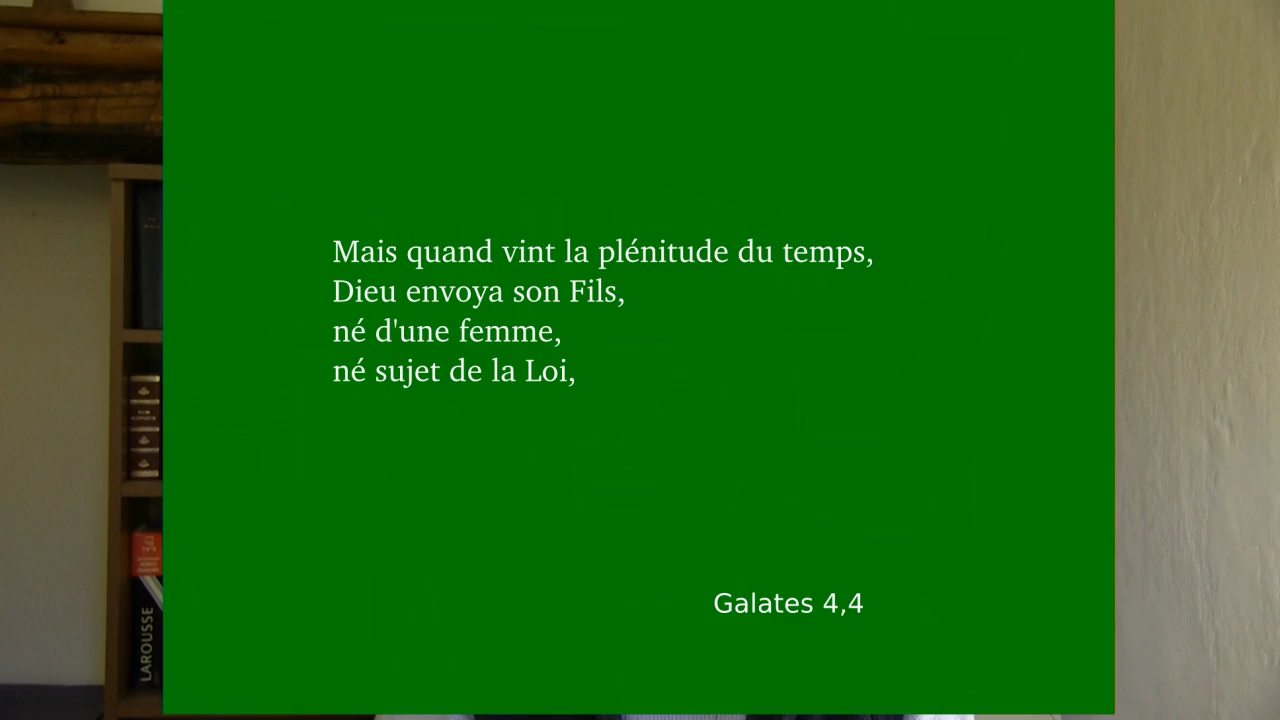 Mais quand vint la plénitude du temps,
Dieu envoya son Fils,
né d'une femme,
né sujet de la Loi,
Galates 4,4
LAROUSSE